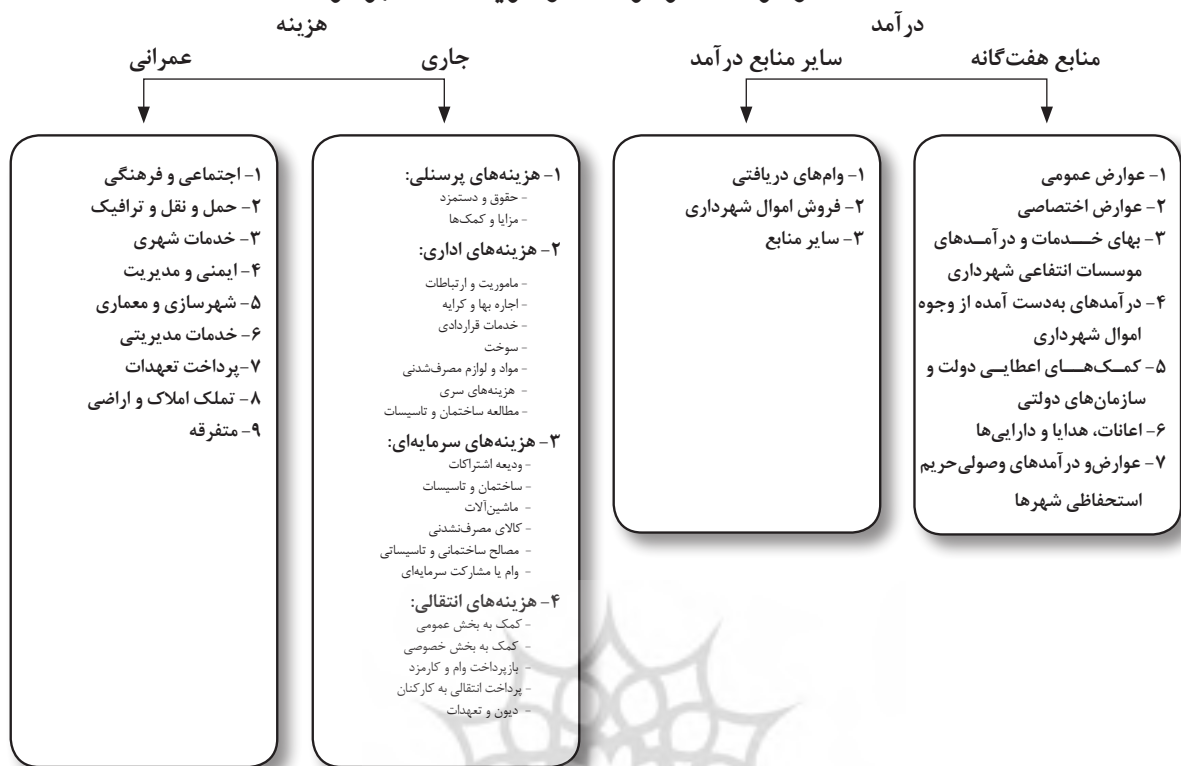 درآمد
هزینه
منابع هفت‌گانه
سایر منابع درآمد
جاری
عمرانی
۱- عوارض عمومی
۲- عوارض اختصاصی
۳- بهای خـــدمات و درآمــدهای
موسسات انتفاعی شهرداری
۴- درآمدهای به‌دست آمده از وجوه
اموال شهرداری
۵- کمــک‌هـــای اعطایــی دولت و
سازمان‌های دولتی
۶- اعانات، هدایا و دارایی‌ها
۷- عوارض‌و درآمدهای وصولی‌حریم
استحفاظی شهرها
۱- وام‌های دریافتی
۲- فروش اموال شهرداری
۳- سایر منابع
۱- هزینه‌های پرسنلی:
- حقوق و دستمزد
- مزایا و کمک‌ها
۲- هزینه‌های اداری:
- ماموریت و ارتباطات
- اجاره بها و کرایه
- خدمات قراردادی
- سوخت
- مواد و لوازم مصرف‌شدنی
- هزینه‌های سری
- مطالعه ساختمان و تاسیسات
۳- هزینه‌های سرمایه‌ای:
- ودیعه اشتراکات
- ساختمان و تاسیسات
- ماشین‌آلات
- کالای مصرف‌نشدنی
- مصالح ساختمانی و تاسیساتی
- وام یا مشارکت سرمایه‌ای
۴- هزینه‌های انتقالی:
- کمک به بخش عمومی
- کمک به بخش خصوصی
- بازپرداخت وام و کارمزد
- پرداخت انتقالی به کارکنان
- دیون و تعهدات
۱- اجتماعی و فرهنگی
۲- حمل و نقل و ترافیک
۳- خدمات شهری
۴- ایمنی و مدیریت
۵- شهرسازی و معماری
۶- خدمات مدیریتی
۷-پرداخت تعهدات
۸- تملک املاک و اراضی
۹- متفرقه